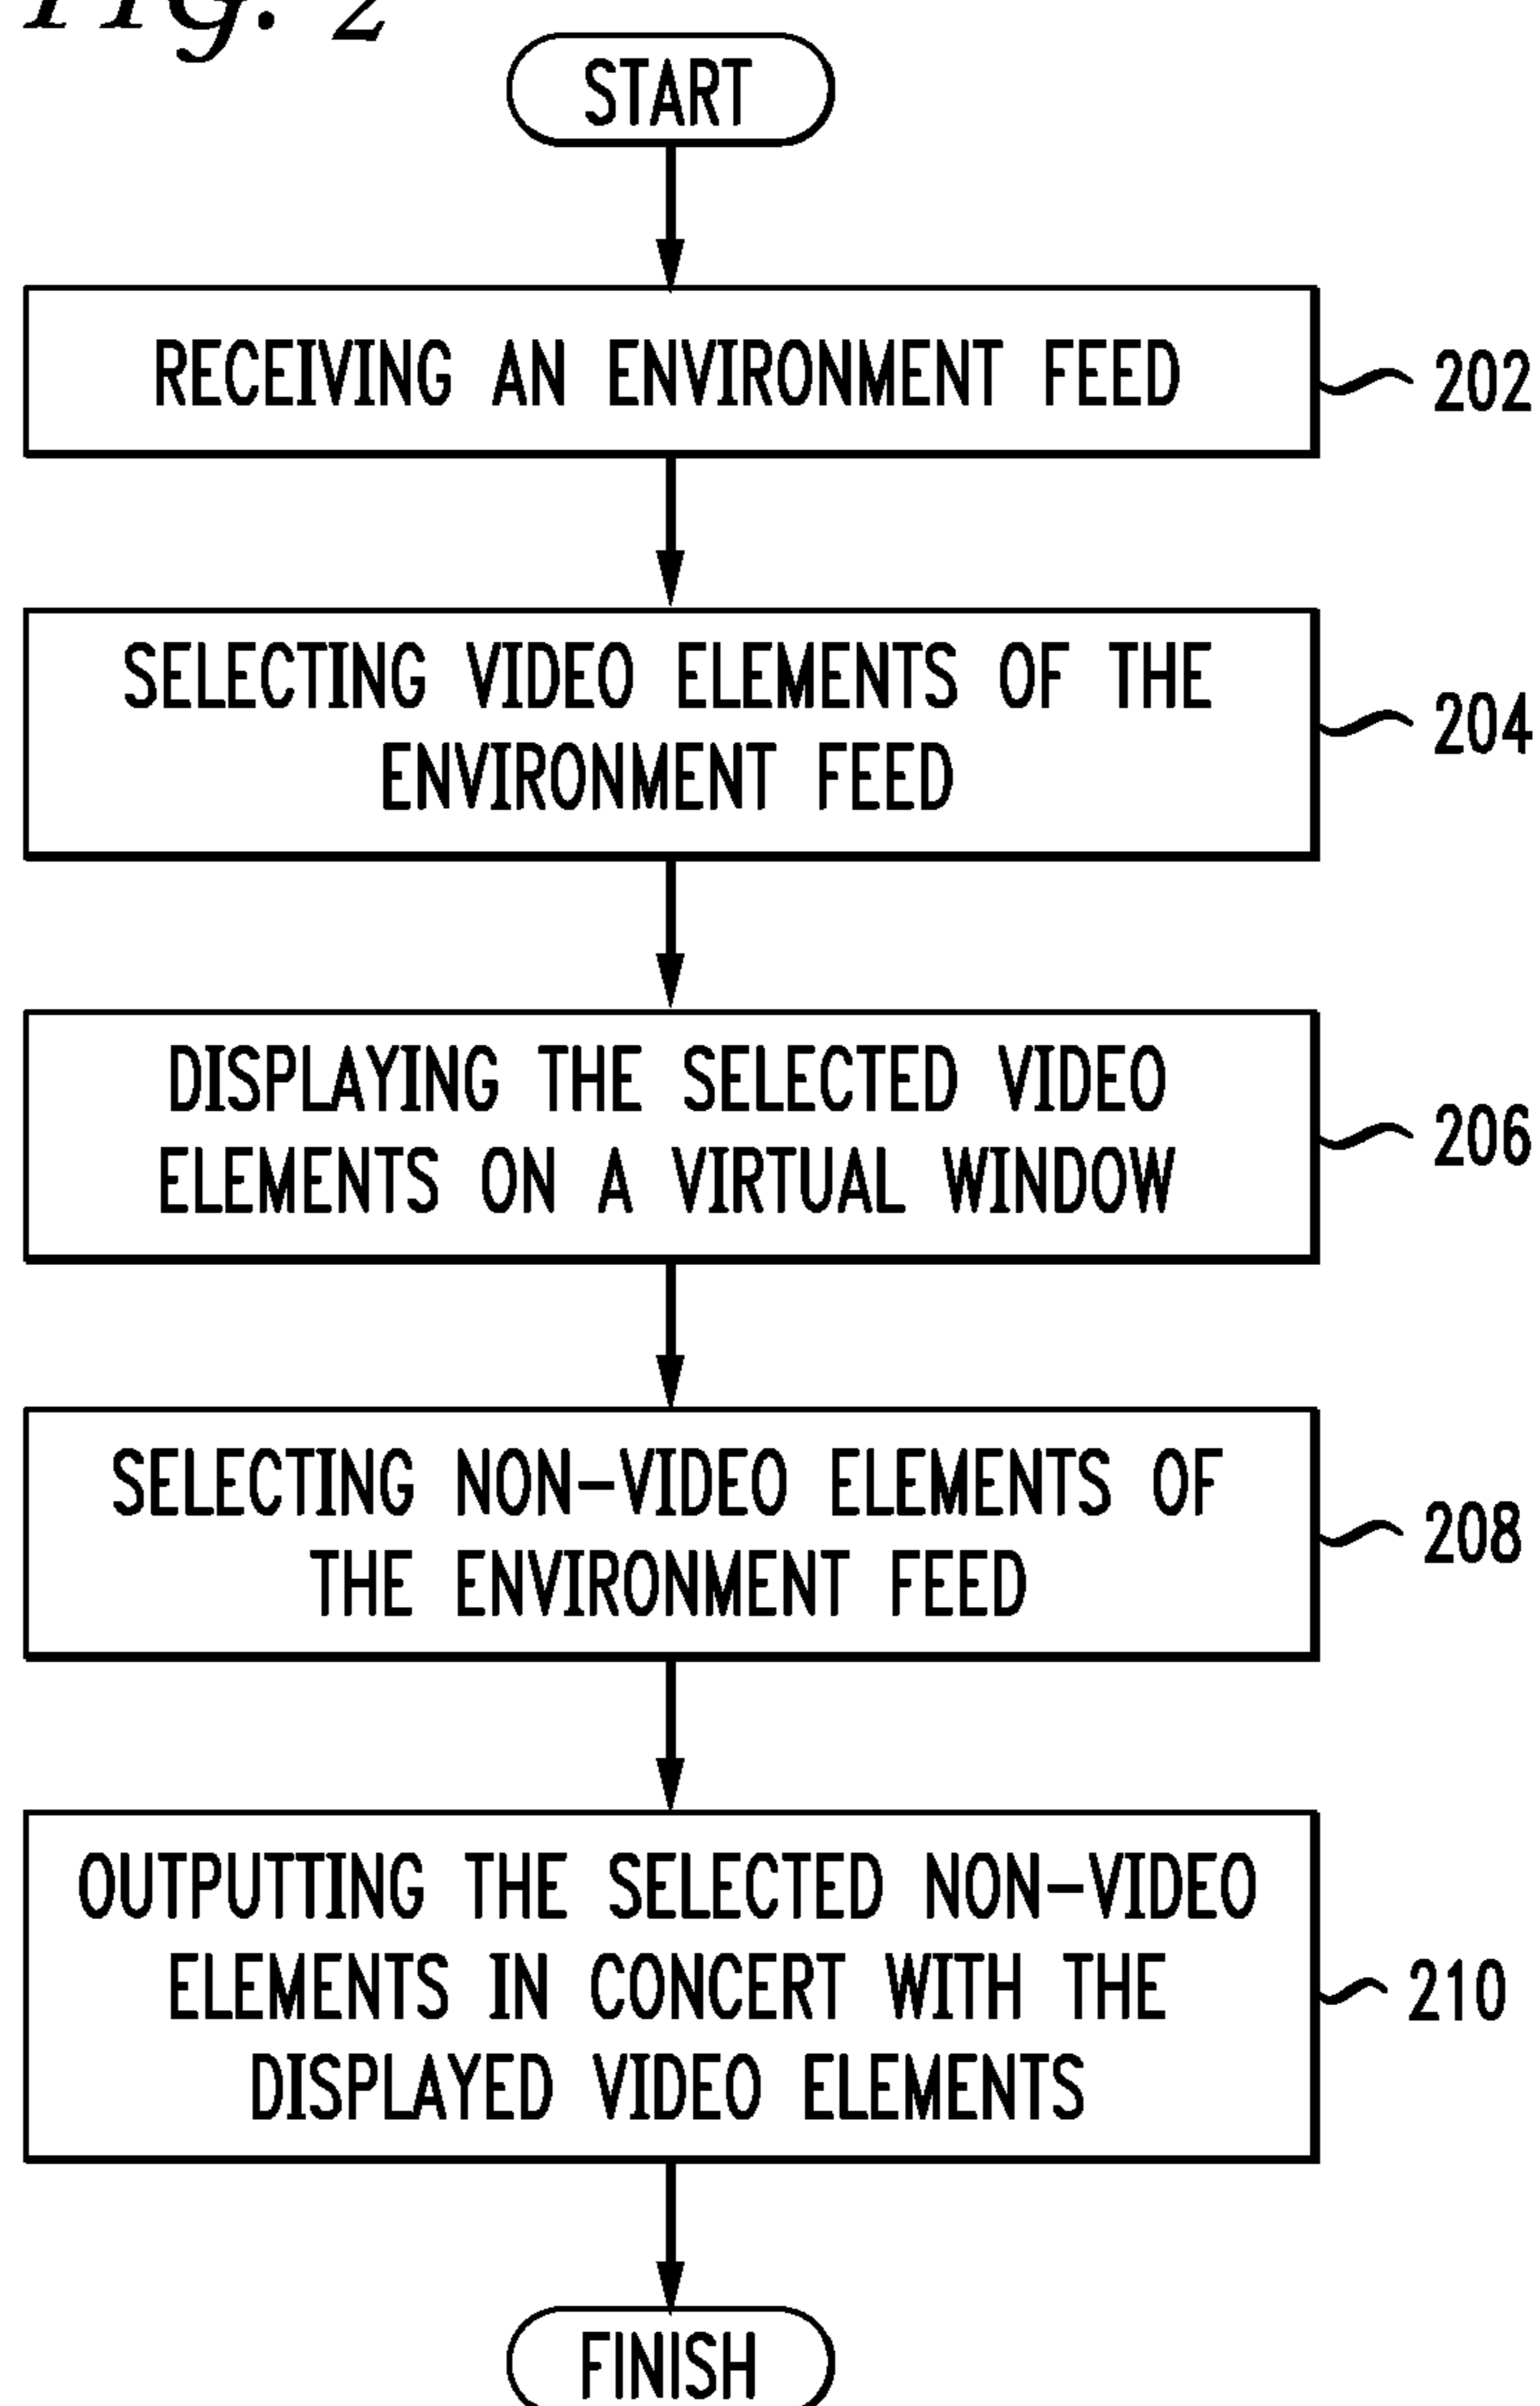 FIG. 2
START
RECEIVING AN ENVIRONMENT FEED
202
SELECTING VIDEO ELEMENTS OF THE
ENVIRONMENT FEED
204
DISPLAYING THE SELECTED VIDEO
ELEMENTS ON A VIRTUAL WINDOW
206
SELECTING NON-VIDEO ELEMENTS OF
THE ENVIRONMENT FEED
208
OUTPUTTING THE SELECTED NON-VIDEO
ELEMENTS IN CONCERT WITH THE
DISPLAYED VIDEO ELEMENTS
210
FINISH